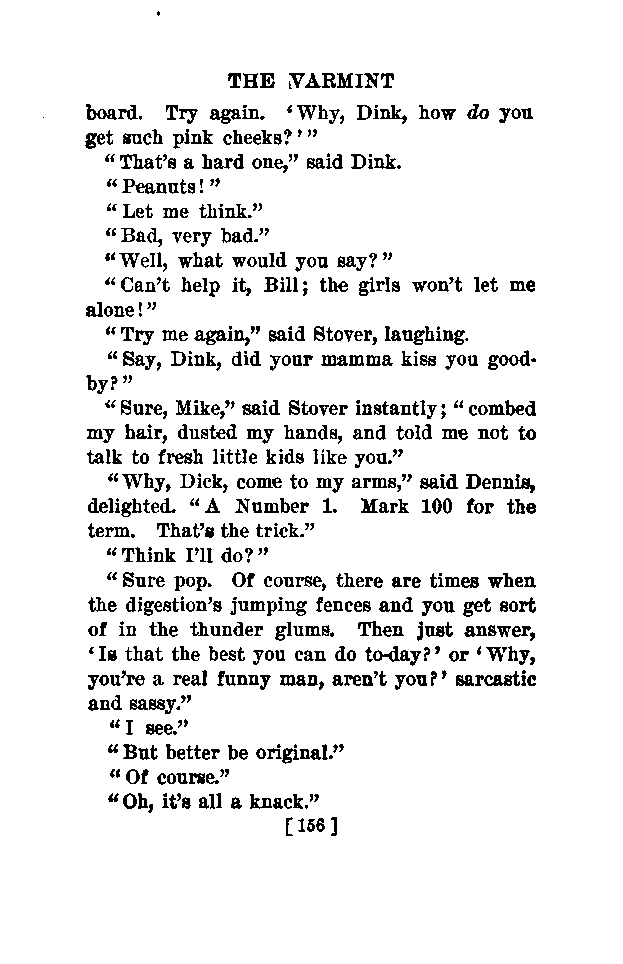 THE VARMINT
board. Try again. ‘Why, Dink, how do you
get such pink cheeks?’”
“That’s a hard one,” said Dink.
“Peanuts!”
“Let me think.”
“Bad, very bad.”
“Well, what would you say?”
“Can’t help it, Bill; the girls won’t let me
alone!”
“Try me again,” said Stover, laughing.
“Say, Dink, did your mamma kiss you good-
by?”
“Sure, Mike,” said Stover instantly; “combed
my hair, dusted my hands, and told me not to
talk to fresh little kids like you.”
“Why, Dick, come to my arms,” said Dennis,
delighted. “A Number 1. Mark 100 for the
term. That’s the trick.”
“Think I’ll do?”
“Sure pop. Of course, there are times when
the digestion’s jumping fences and you get sort
of in the thunder glums. Then just answer,
‘Is that the best you can do to-day?’ or ‘Why,
you’re a real funny man, aren’t you?’ sarcastic
and sassy.”
“I see.”
“But better be original.”
“Of course.”
“Oh, it’s all a knack.”
[156]